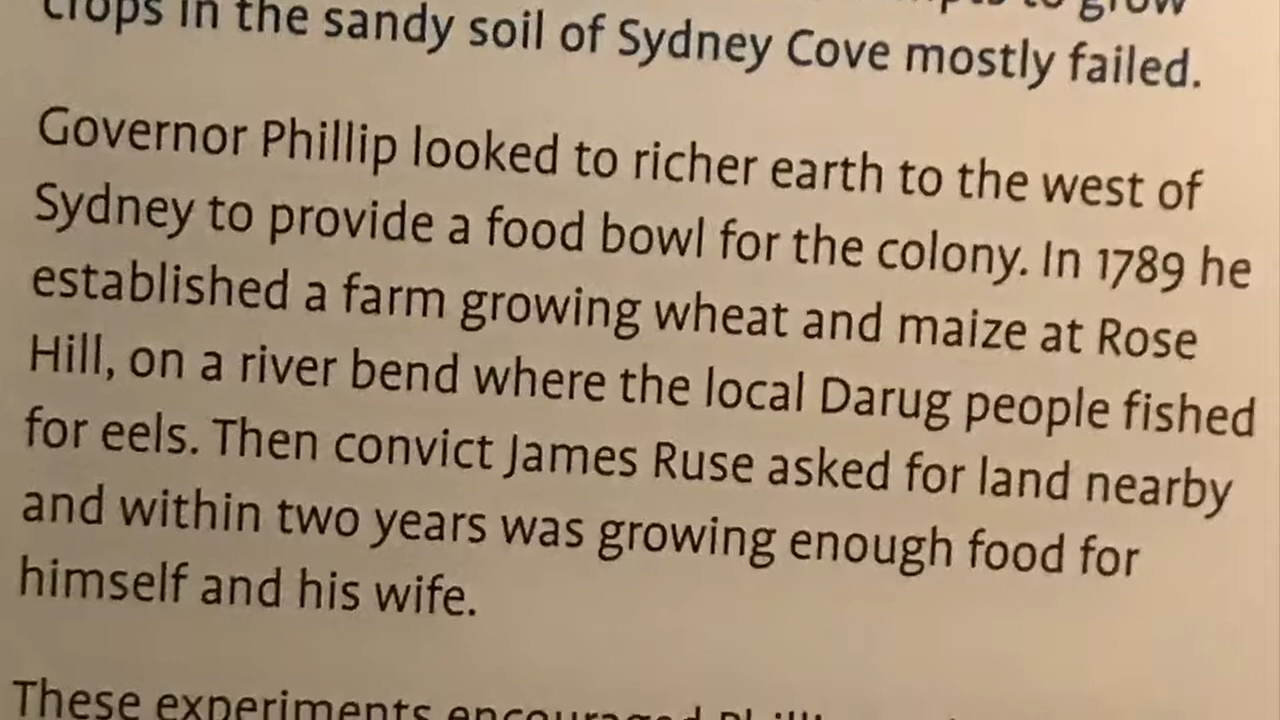 crops in the sandy soil of Sydney Cove mostly failed.
Governor Phillip looked to richer earth to the west of
Sydney to provide a food bowl for the colony. In 1789 he
established a farm growing wheat and maize at Rose
Hill, on a river bend where the local Darug people fished
for eels. Then convict James Ruse asked for land nearby
and within two years was growing enough food for
himself and his wife.
These experiments encouraged